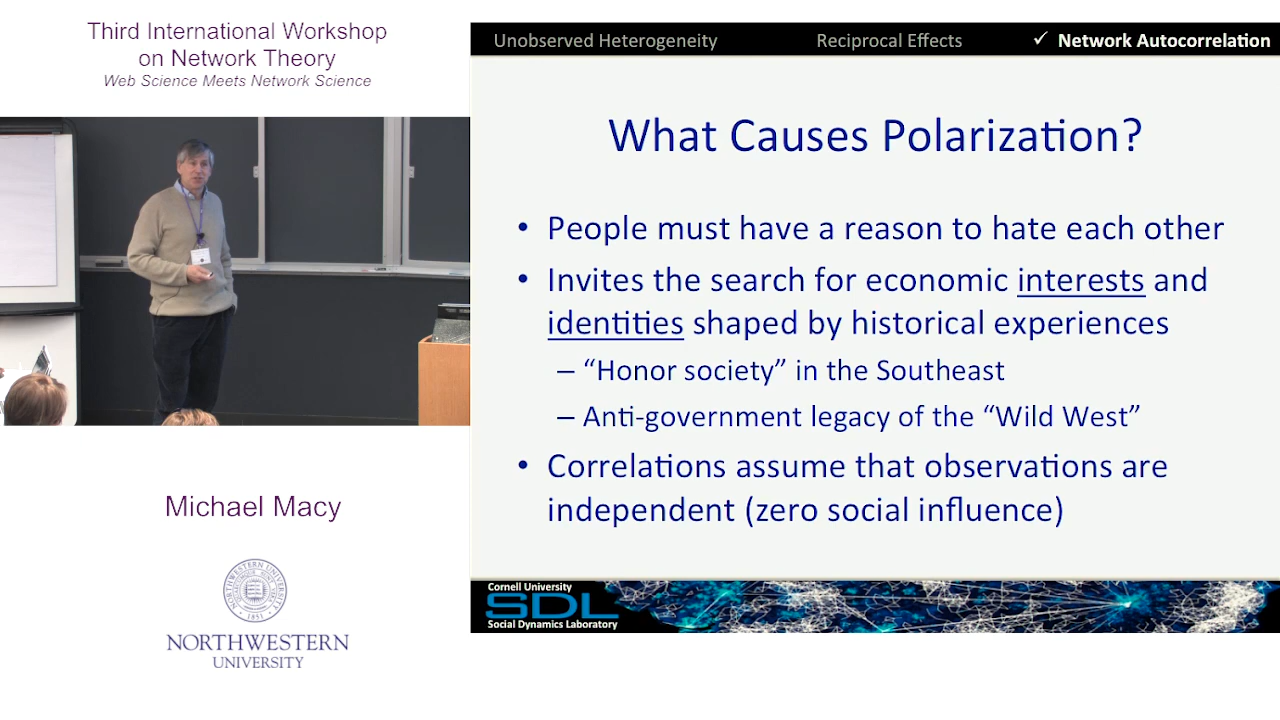 Third International Workshop
on Network Theory
Web Science Meets Network Science
Unobserved Heterogeneity
Reciprocal Effects
✓ Network Autocorrelation
What Causes Polarization?
• People must have a reason to hate each other
• Invites the search for economic interests and
identities shaped by historical experiences
– “Honor society” in the Southeast
– Anti-government legacy of the “Wild West”
• Correlations assume that observations are
independent (zero social influence)
Michael Macy
NORTHWESTERN UNIVERSITY
1851
NORTHWESTERN
UNIVERSITY
Cornell University
SDL
Social Dynamics Laboratory